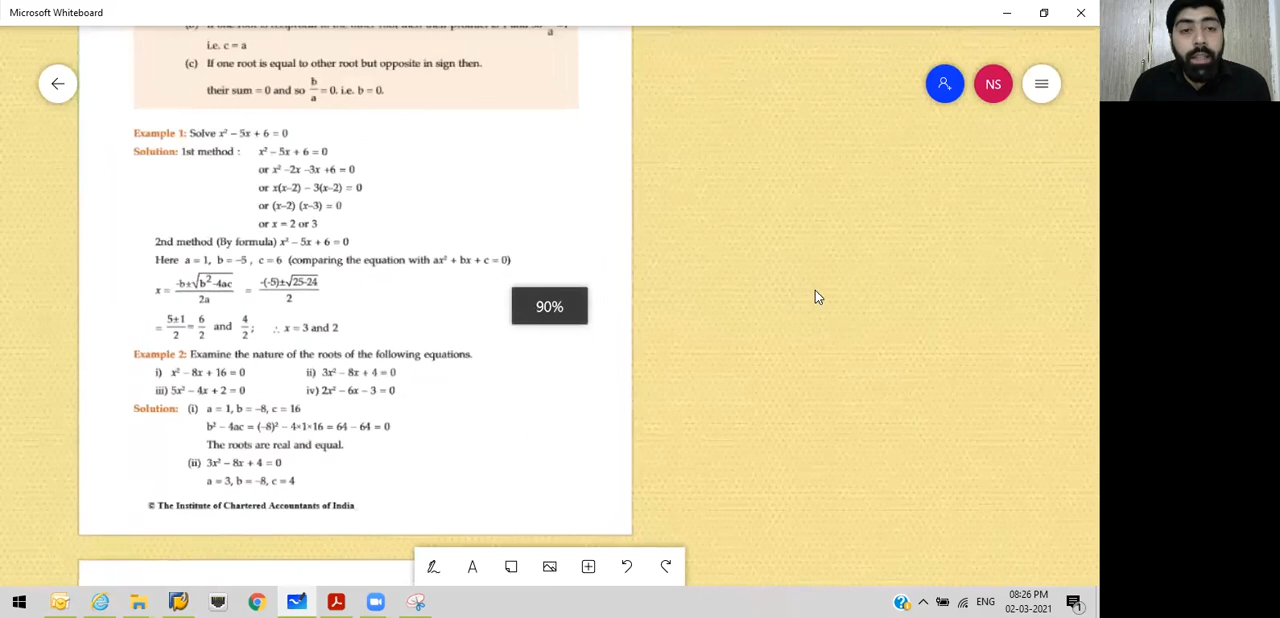 Microsoft Whiteboard
i.e. c = a
(c) If one root is equal to other root but opposite in sign then.
their sum = 0 and so b/a = 0. i.e. b = 0.
NS
Example 1: Solve x² – 5x + 6 = 0
Solution: 1st method : x² – 5x + 6 = 0
or x² –2x –3x +6 = 0
or x(x–2) – 3(x–2) = 0
or (x–2) (x–3) = 0
or x = 2 or 3
2nd method (By formula) x² – 5x + 6 = 0
Here a = 1, b = –5 , c = 6 (comparing the equation with ax² + bx + c = 0)
x = -b±√b²-4ac / 2a = -(-5)±√25-24 / 2
= 5±1 / 2 = 6/2 and 4/2 ; ∴ x = 3 and 2
90%
Example 2: Examine the nature of the roots of the following equations.
i) x² – 8x + 16 = 0 ii) 3x² – 8x + 4 = 0
iii) 5x² – 4x + 2 = 0 iv) 2x² – 6x – 3 = 0
Solution: (i) a = 1, b = –8, c = 16
b² – 4ac = (–8)² – 4×1×16 = 64 – 64 = 0
The roots are real and equal.
(ii) 3x² – 8x + 4 = 0
a = 3, b = –8, c = 4
© The Institute of Chartered Accountants of India
A
ENG
08:26 PM
02-03-2021